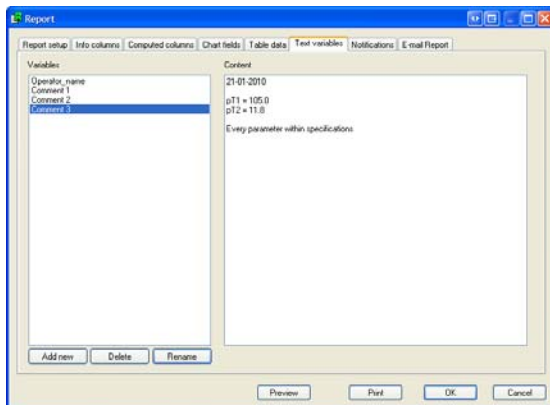 Report
Report setup Info columns Computed columns Chart fields Table data Text variables Notifications E-mail Report
Variables
Operator_name
Comment 1
Comment 2
Comment 3
Content
21-01-2010
pT1 = 105.0
pT2 = 11.8
Every parameter within specifications
Add new Delete Rename
Preview Print OK Cancel